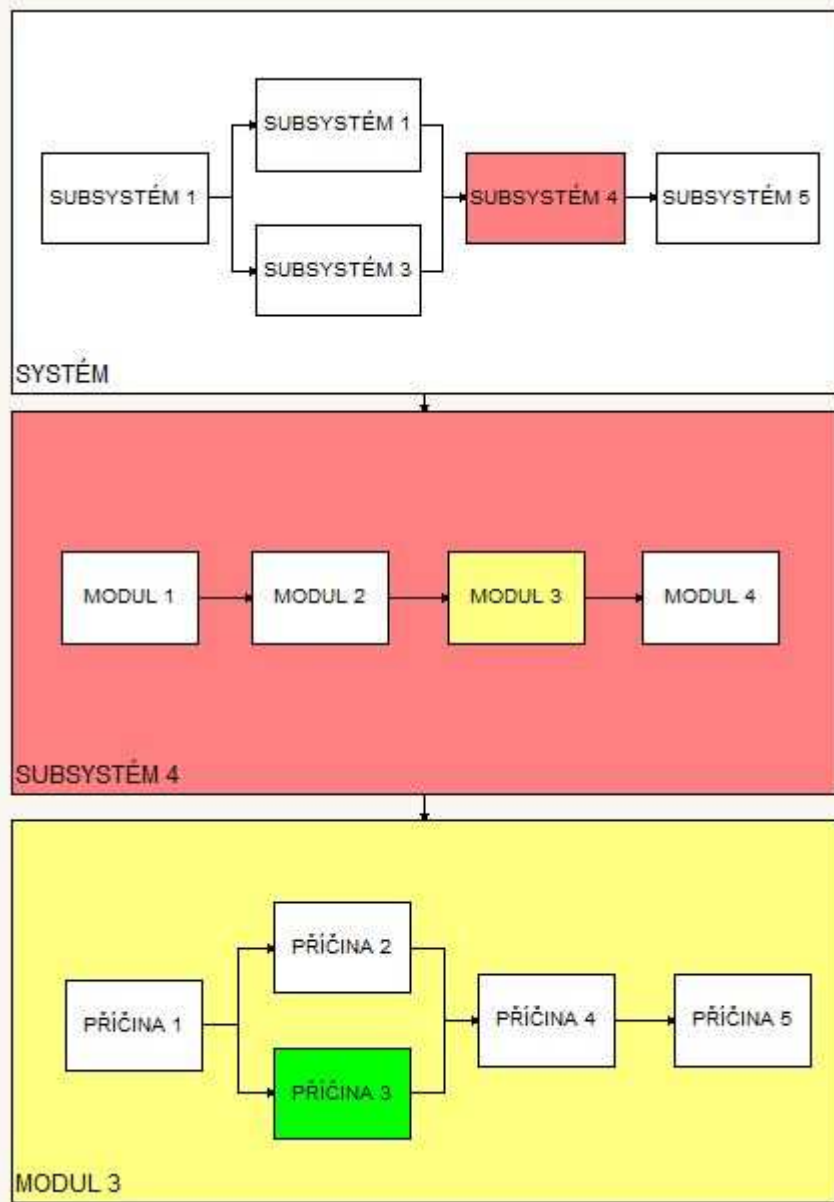 SUBSYSTÉM 1
SUBSYSTÉM 1
SUBSYSTÉM 3
SUBSYSTÉM 4
SUBSYSTÉM 5
SYSTÉM
MODUL 1
MODUL 2
MODUL 3
MODUL 4
SUBSYSTÉM 4
PŘÍČINA 1
PŘÍČINA 2
PŘÍČINA 3
PŘÍČINA 4
PŘÍČINA 5
MODUL 3